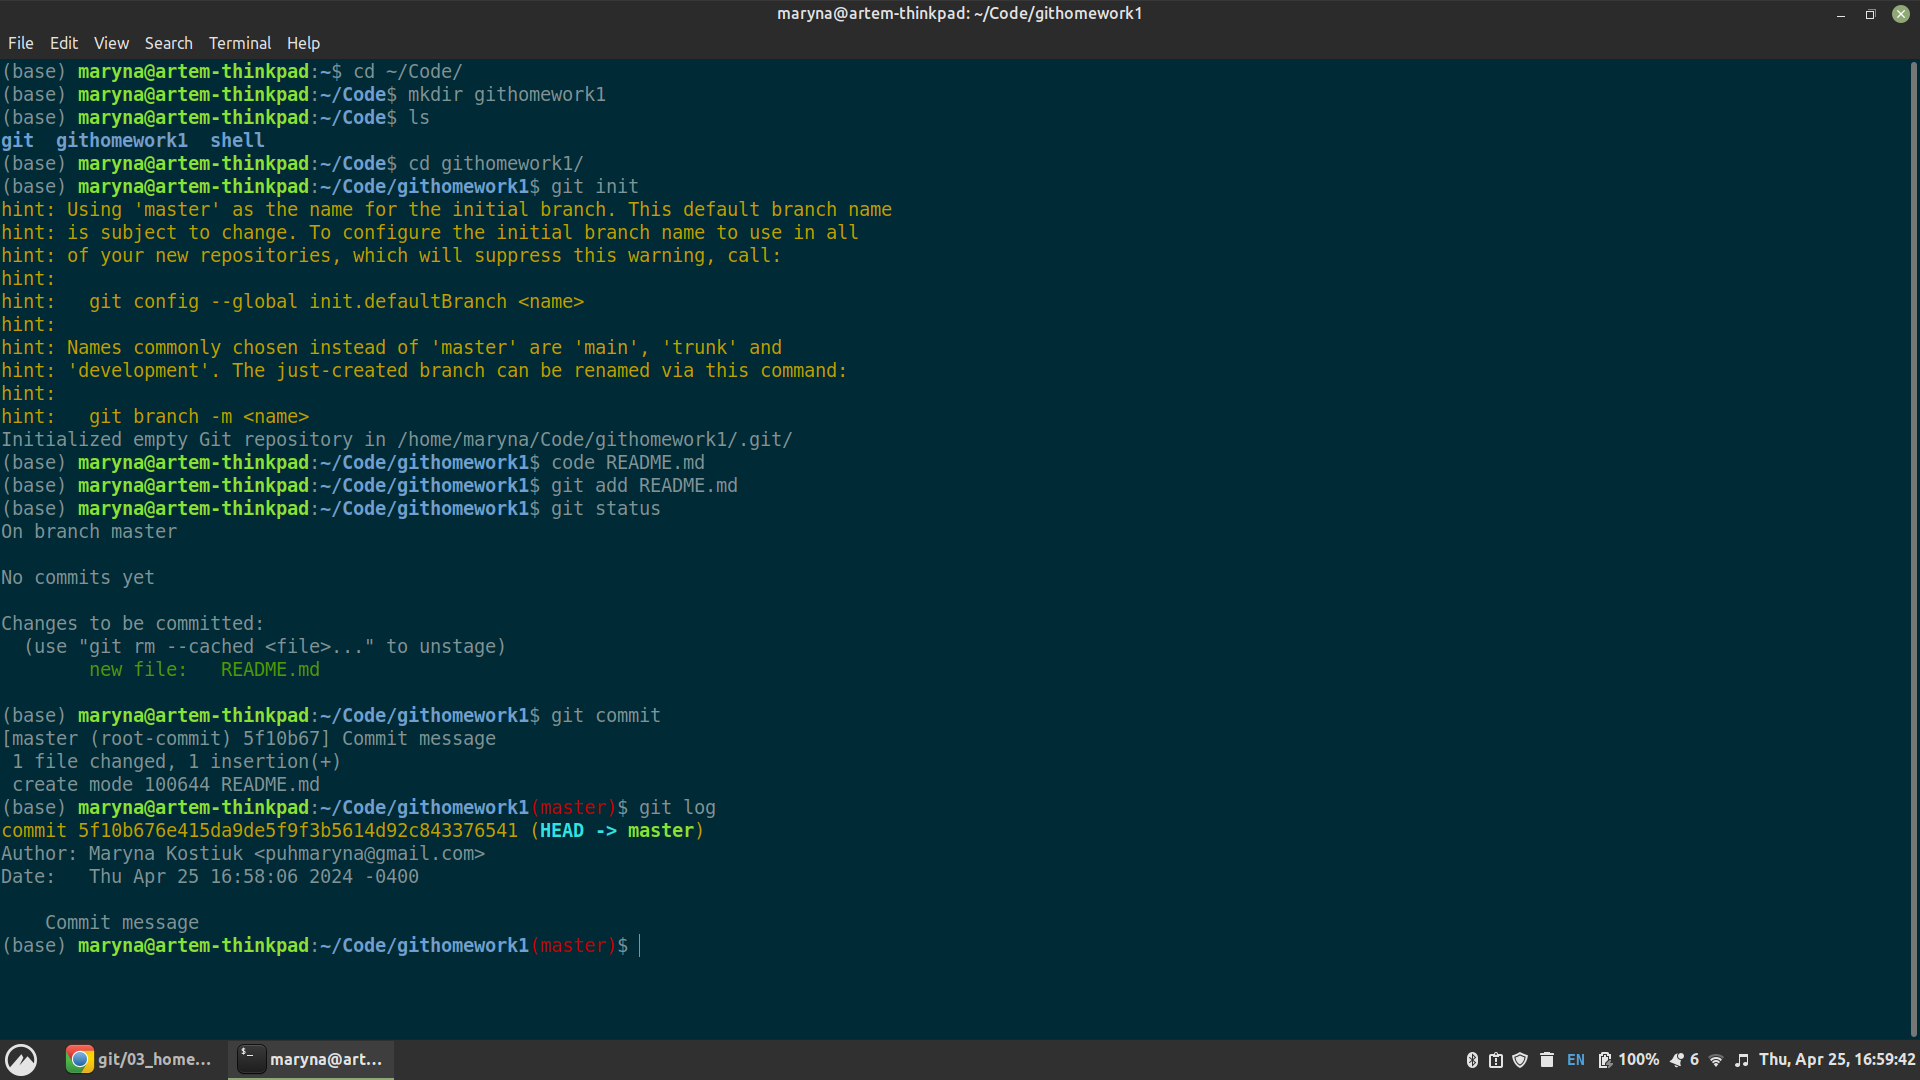 maryna@artem-thinkpad: ~/Code/githomework1
File Edit View Search Terminal Help
(base) maryna@artem-thinkpad:~$ cd ~/Code/
(base) maryna@artem-thinkpad:~/Code$ mkdir githomework1
(base) maryna@artem-thinkpad:~/Code$ ls
git  githomework1  shell
(base) maryna@artem-thinkpad:~/Code$ cd githomework1/
(base) maryna@artem-thinkpad:~/Code/githomework1$ git init
hint: Using 'master' as the name for the initial branch. This default branch name
hint: is subject to change. To configure the initial branch name to use in all
hint: of your new repositories, which will suppress this warning, call:
hint:
hint:   git config --global init.defaultBranch <name>
hint:
hint: Names commonly chosen instead of 'master' are 'main', 'trunk' and
hint: 'development'. The just-created branch can be renamed via this command:
hint:
hint:   git branch -m <name>
Initialized empty Git repository in /home/maryna/Code/githomework1/.git/
(base) maryna@artem-thinkpad:~/Code/githomework1$ code README.md
(base) maryna@artem-thinkpad:~/Code/githomework1$ git add README.md
(base) maryna@artem-thinkpad:~/Code/githomework1$ git status
On branch master

No commits yet

Changes to be committed:
  (use "git rm --cached <file>..." to unstage)
        new file:   README.md

(base) maryna@artem-thinkpad:~/Code/githomework1$ git commit
[master (root-commit) 5f10b67] Commit message
 1 file changed, 1 insertion(+)
 create mode 100644 README.md
(base) maryna@artem-thinkpad:~/Code/githomework1(master)$ git log
commit 5f10b676e415da9de5f9f3b5614d92c843376541 (HEAD -> master)
Author: Maryna Kostiuk <puhmaryna@gmail.com>
Date:   Thu Apr 25 16:58:06 2024 -0400

    Commit message
(base) maryna@artem-thinkpad:~/Code/githomework1(master)$
git/03_home... maryna@art... EN 100% 6 Thu, Apr 25, 16:59:42